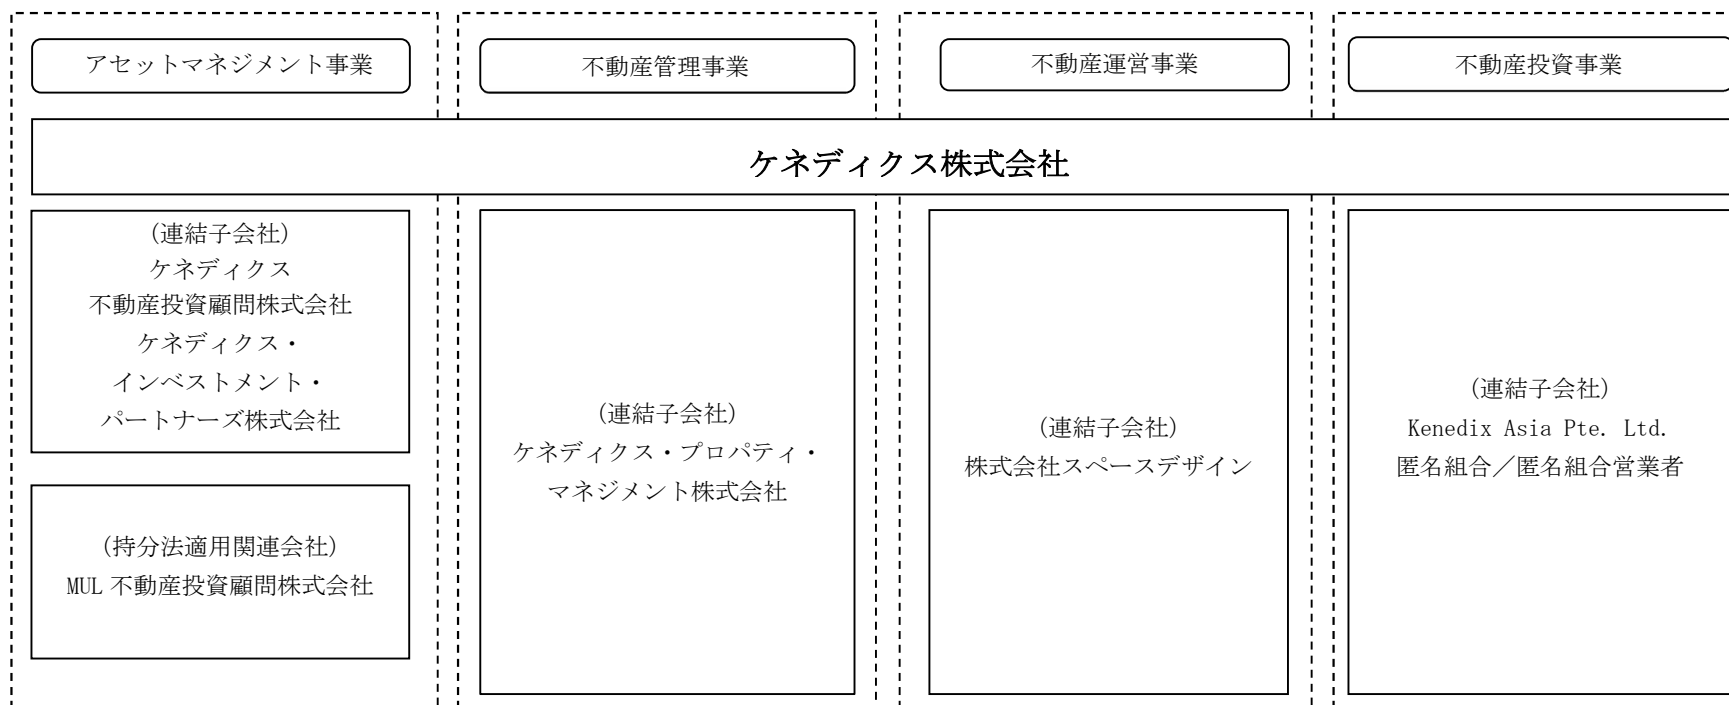 アセットマネジメント事業
不動産管理事業
不動産運営事業
不動産投資事業
ケネディクス株式会社
(連結子会社)
ケネディクス
不動産投資顧問株式会社
ケネディクス・
インベストメント・
パートナーズ株式会社
(持分法適用関連会社)
MUL 不動産投資顧問株式会社
(連結子会社)
ケネディクス・プロパティ・
マネジメント株式会社
(連結子会社)
株式会社スペースデザイン
(連結子会社)
Kenedix Asia Pte. Ltd.
匿名組合／匿名組合営業者